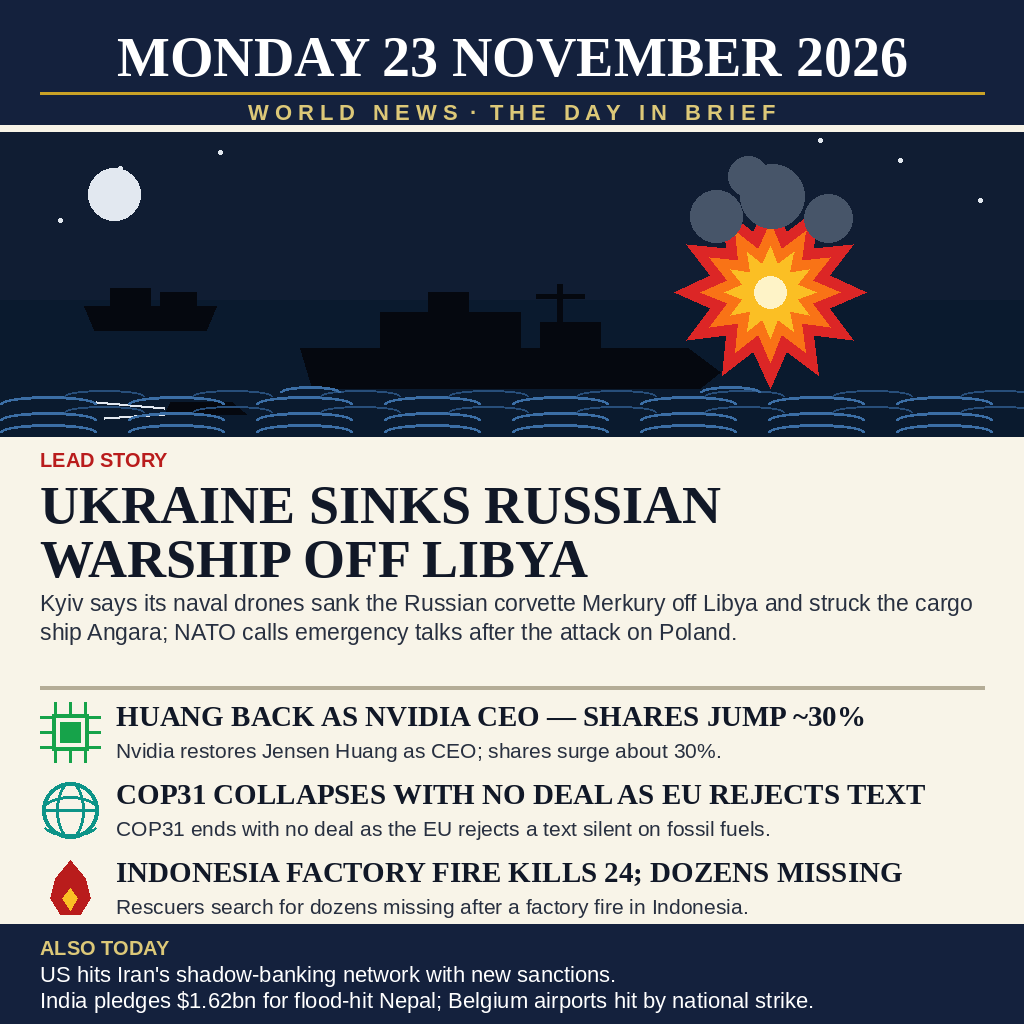 MONDAY 23 NOVEMBER 2026
WORLD NEWS · THE DAY IN BRIEF
LEAD STORY
UKRAINE SINKS RUSSIAN
WARSHIP OFF LIBYA
Kyiv says its naval drones sank the Russian corvette Merkury off Libya and struck the cargo
ship Angara; NATO calls emergency talks after the attack on Poland.
HUANG BACK AS NVIDIA CEO — SHARES JUMP ~30%
Nvidia restores Jensen Huang as CEO; shares surge about 30%.
COP31 COLLAPSES WITH NO DEAL AS EU REJECTS TEXT
COP31 ends with no deal as the EU rejects a text silent on fossil fuels.
INDONESIA FACTORY FIRE KILLS 24; DOZENS MISSING
Rescuers search for dozens missing after a factory fire in Indonesia.
ALSO TODAY
US hits Iran's shadow-banking network with new sanctions.
India pledges $1.62bn for flood-hit Nepal; Belgium airports hit by national strike.